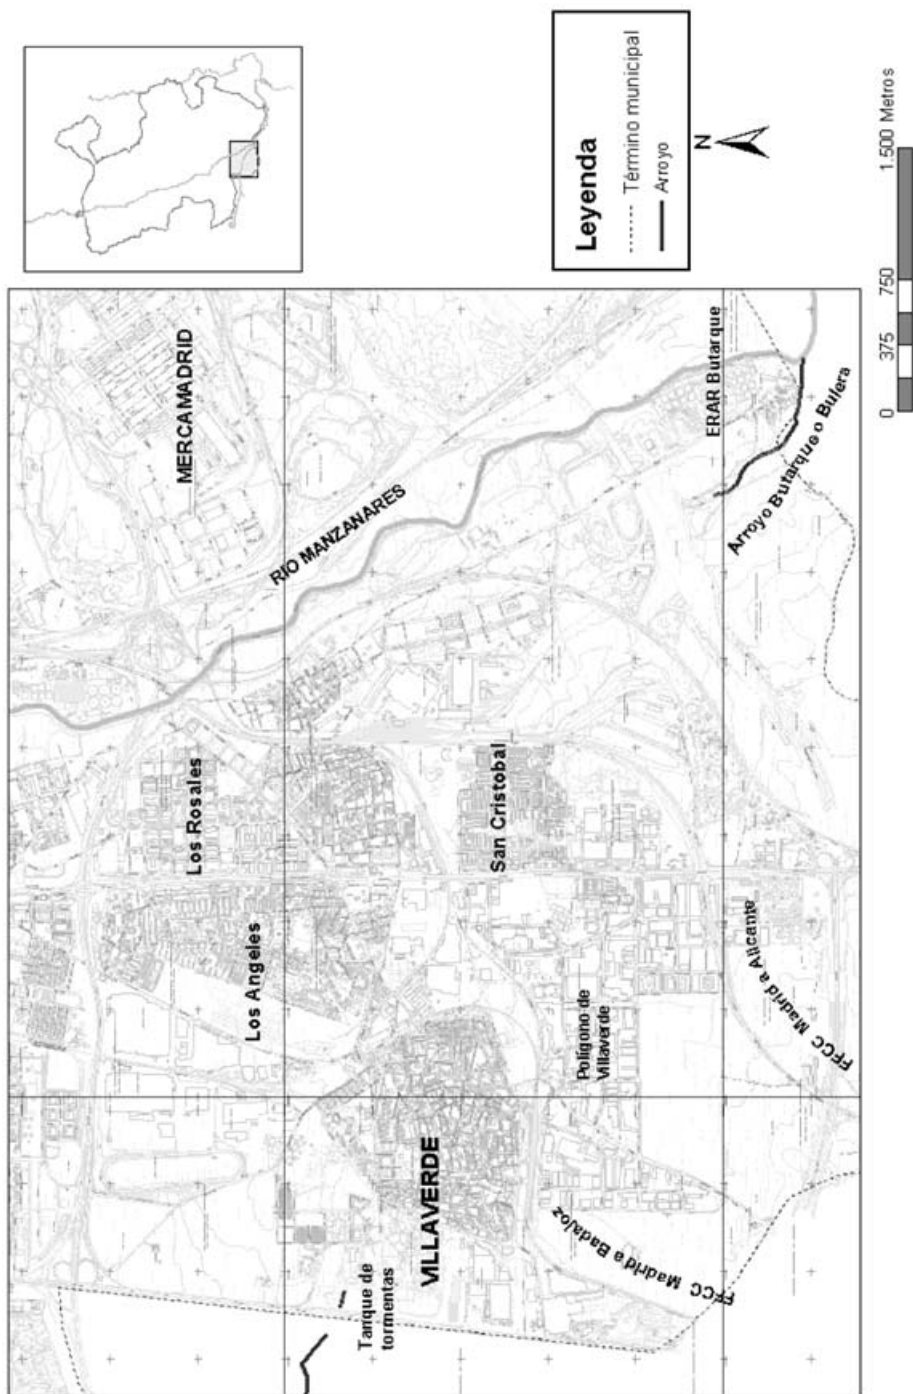 MERCAMADRID
RIO MANZANARES
Los Rosales
Los Angeles
San Cristobal
ERAR Butarque
Arroyo Butarque o Bulera
VILLAVERDE
Polígono de
Villaverde
Tanque de
tormentas
FFCC Madrid a Badajoz
FFCC Madrid a Alicante
Leyenda
Término municipal
Arroyo
N
0 375 750 1.500 Metros